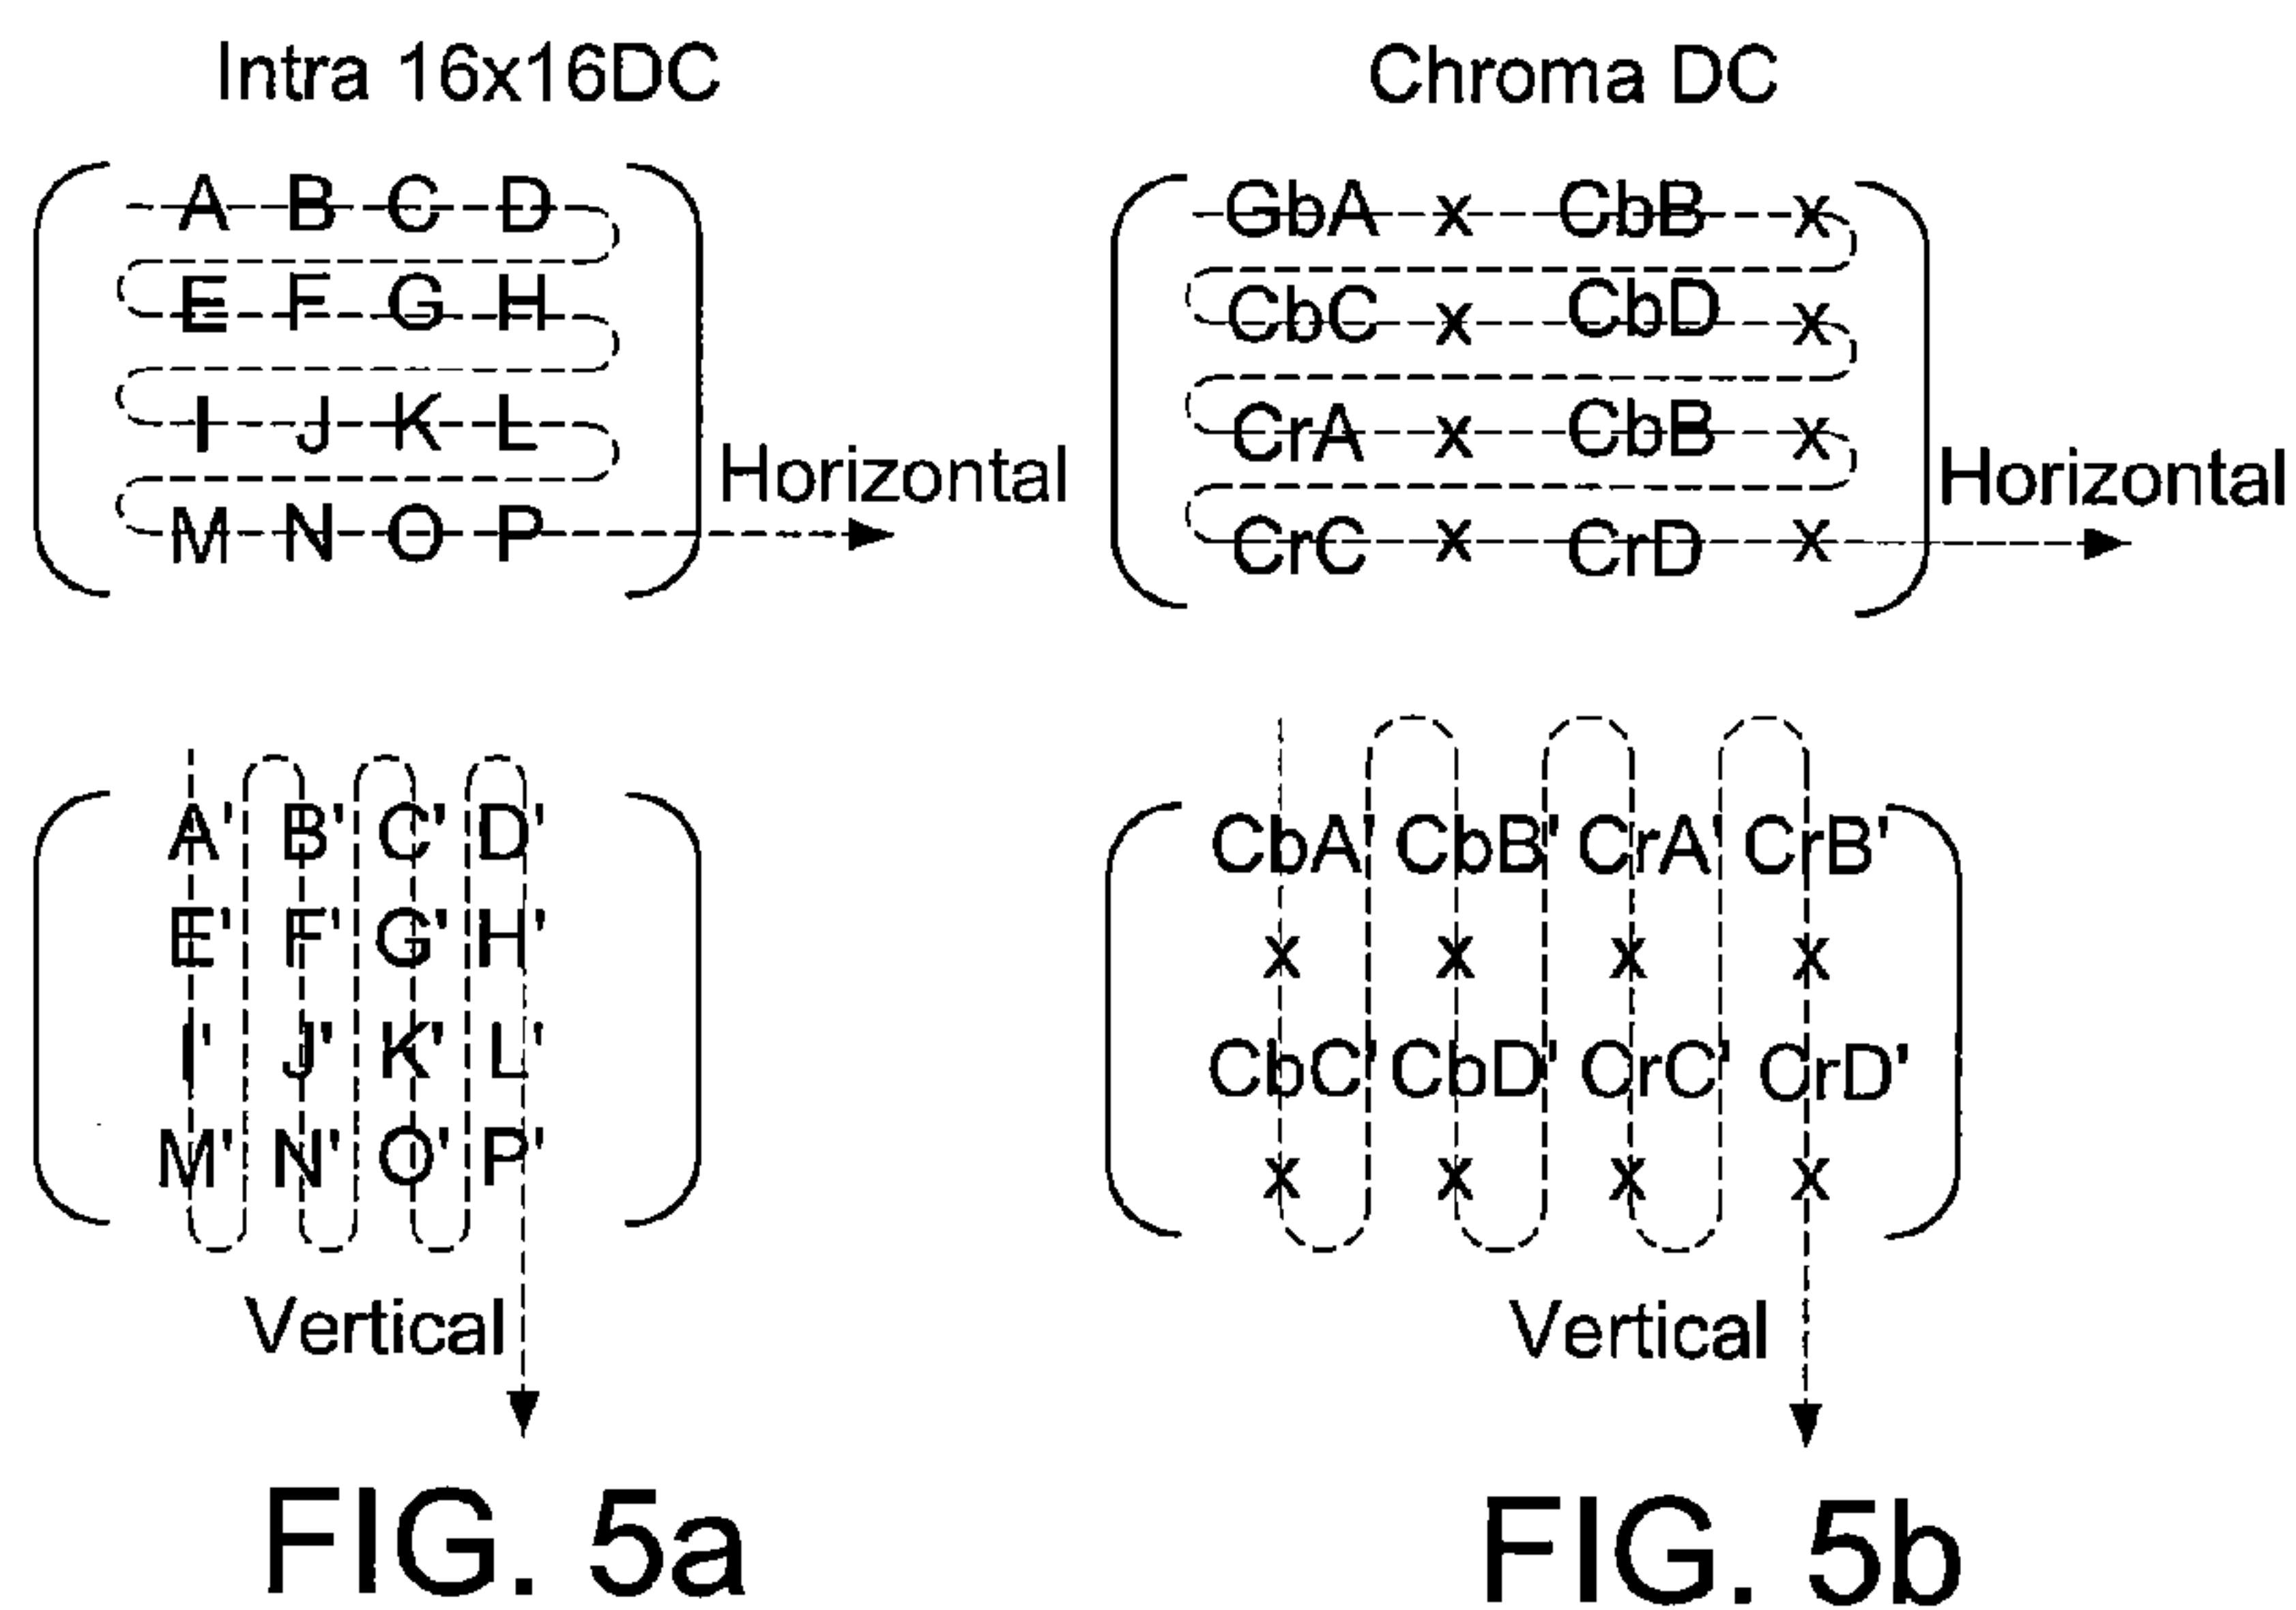 Intra 16x16DC
A B C D
E F G H
I J K L
M N O P
Horizontal
A' B' C' D'
E' F' G' H'
I' J' K' L'
M' N' O' P'
Vertical
FIG. 5a
Chroma DC
GbA x CbB x
CbC x CbD x
CrA x CbB x
CrC x CrD x
Horizontal
CbA' CbB' CrA' CrB'
x x x x
CbC' CbD' CrC' CrD'
x x x x
Vertical
FIG. 5b